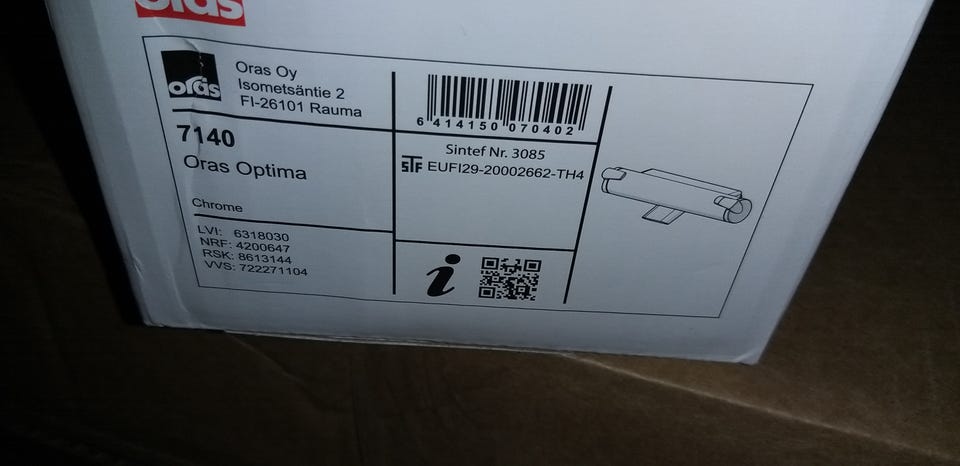 oras
oras
Oras Oy
Isometsäntie 2
FI-26101 Rauma
7140
Oras Optima
Chrome
LVI: 6318030
NRF: 4200647
RSK: 8613144
VVS: 722271104
6 414150 070402
Sintef Nr. 3085
STF EUFI29-20002662-TH4
i